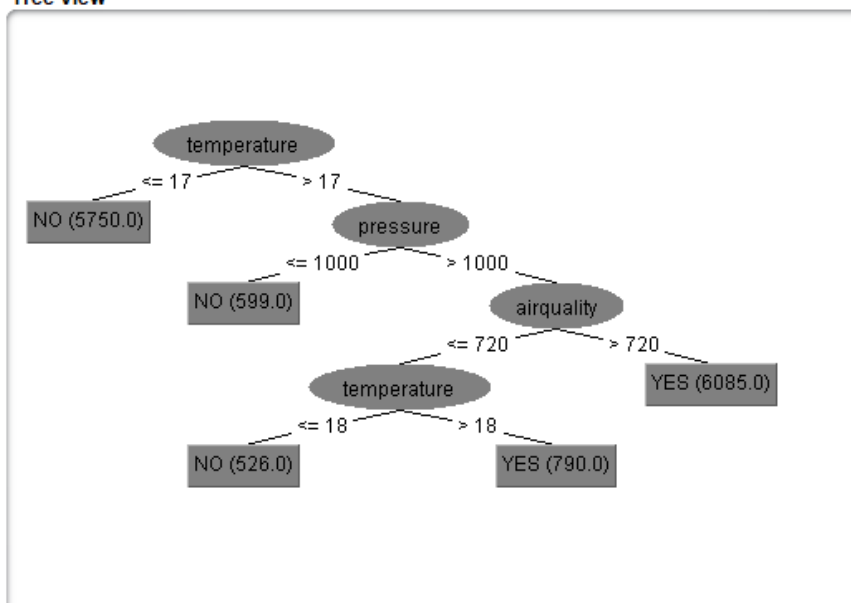 Tree View
temperature
<= 17 > 17
NO (5750.0)
pressure
<= 1000 > 1000
NO (599.0)
airquality
<= 720 > 720
temperature
YES (6085.0)
<= 18 > 18
NO (526.0) YES (790.0)